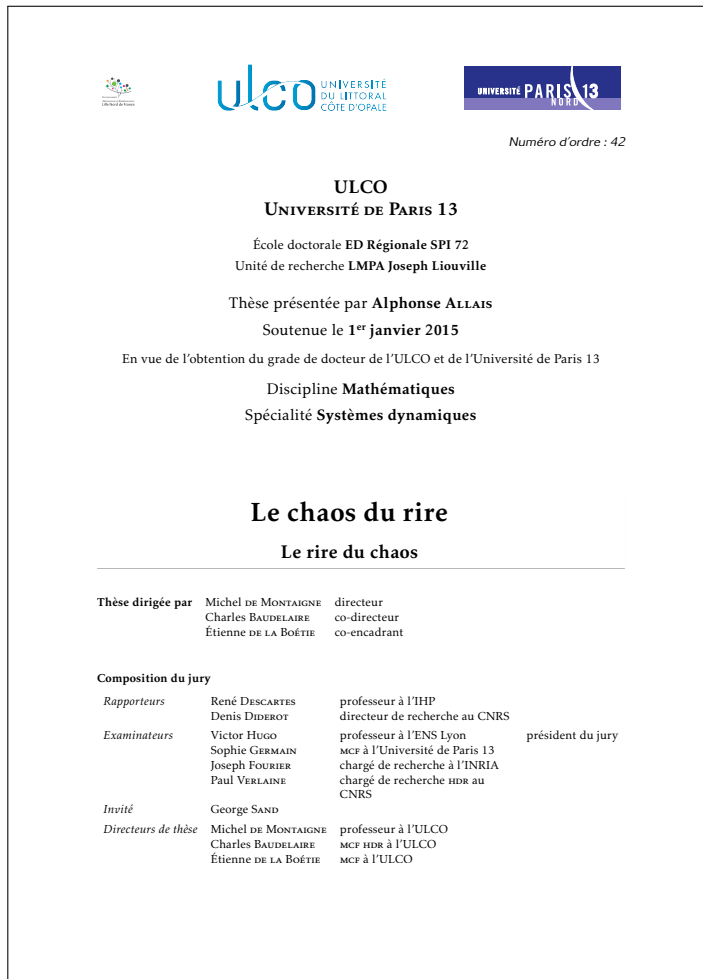 Lille Nord de France
ulco UNIVERSITÉ
DU LITTORAL
CÔTE D'OPALE
UNIVERSITÉ PARIS 13
NORD
Numéro d'ordre : 42
ULCO
Université de Paris 13
École doctorale ED Régionale SPI 72
Unité de recherche LMPA Joseph Liouville
Thèse présentée par Alphonse Allais
Soutenue le 1er janvier 2015
En vue de l'obtention du grade de docteur de l'ULCO et de l'Université de Paris 13
Discipline Mathématiques
Spécialité Systèmes dynamiques
Le chaos du rire
Le rire du chaos
Thèse dirigée par Michel de Montaigne directeur
Charles Baudelaire co-directeur
Étienne de la Boétie co-encadrant
Composition du jury
Rapporteurs René Descartes professeur à l'IHP
Denis Diderot directeur de recherche au CNRS
Examinateurs Victor Hugo professeur à l'ENS Lyon président du jury
Sophie Germain mcf à l'Université de Paris 13
Joseph Fourier chargé de recherche à l'INRIA
Paul Verlaine chargé de recherche hdr au
CNRS
Invité George Sand
Directeurs de thèse Michel de Montaigne professeur à l'ULCO
Charles Baudelaire mcf hdr à l'ULCO
Étienne de la Boétie mcf à l'ULCO